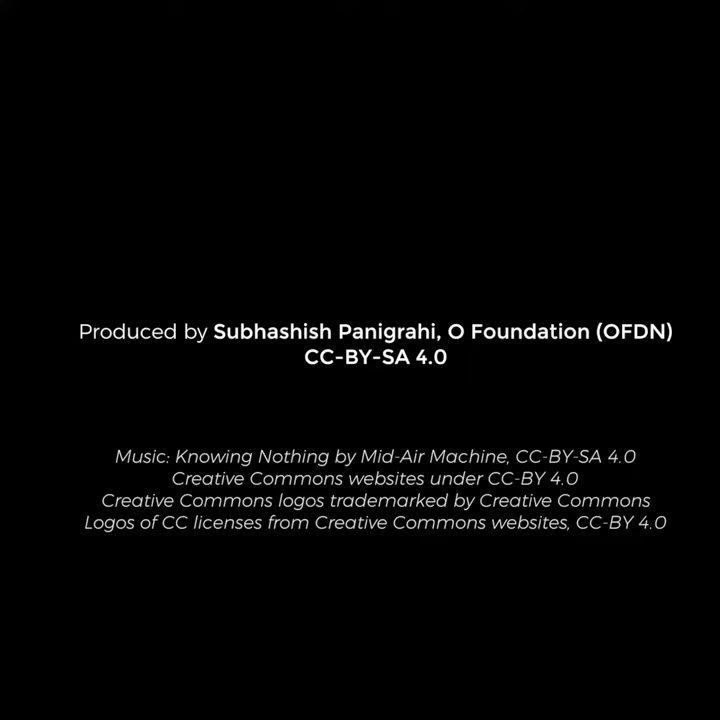 Produced by Subhashish Panigrahi, O Foundation (OFDN)
CC-BY-SA 4.0
Music: Knowing Nothing by Mid-Air Machine, CC-BY-SA 4.0
Creative Commons websites under CC-BY 4.0
Creative Commons logos trademarked by Creative Commons
Logos of CC licenses from Creative Commons websites, CC-BY 4.0